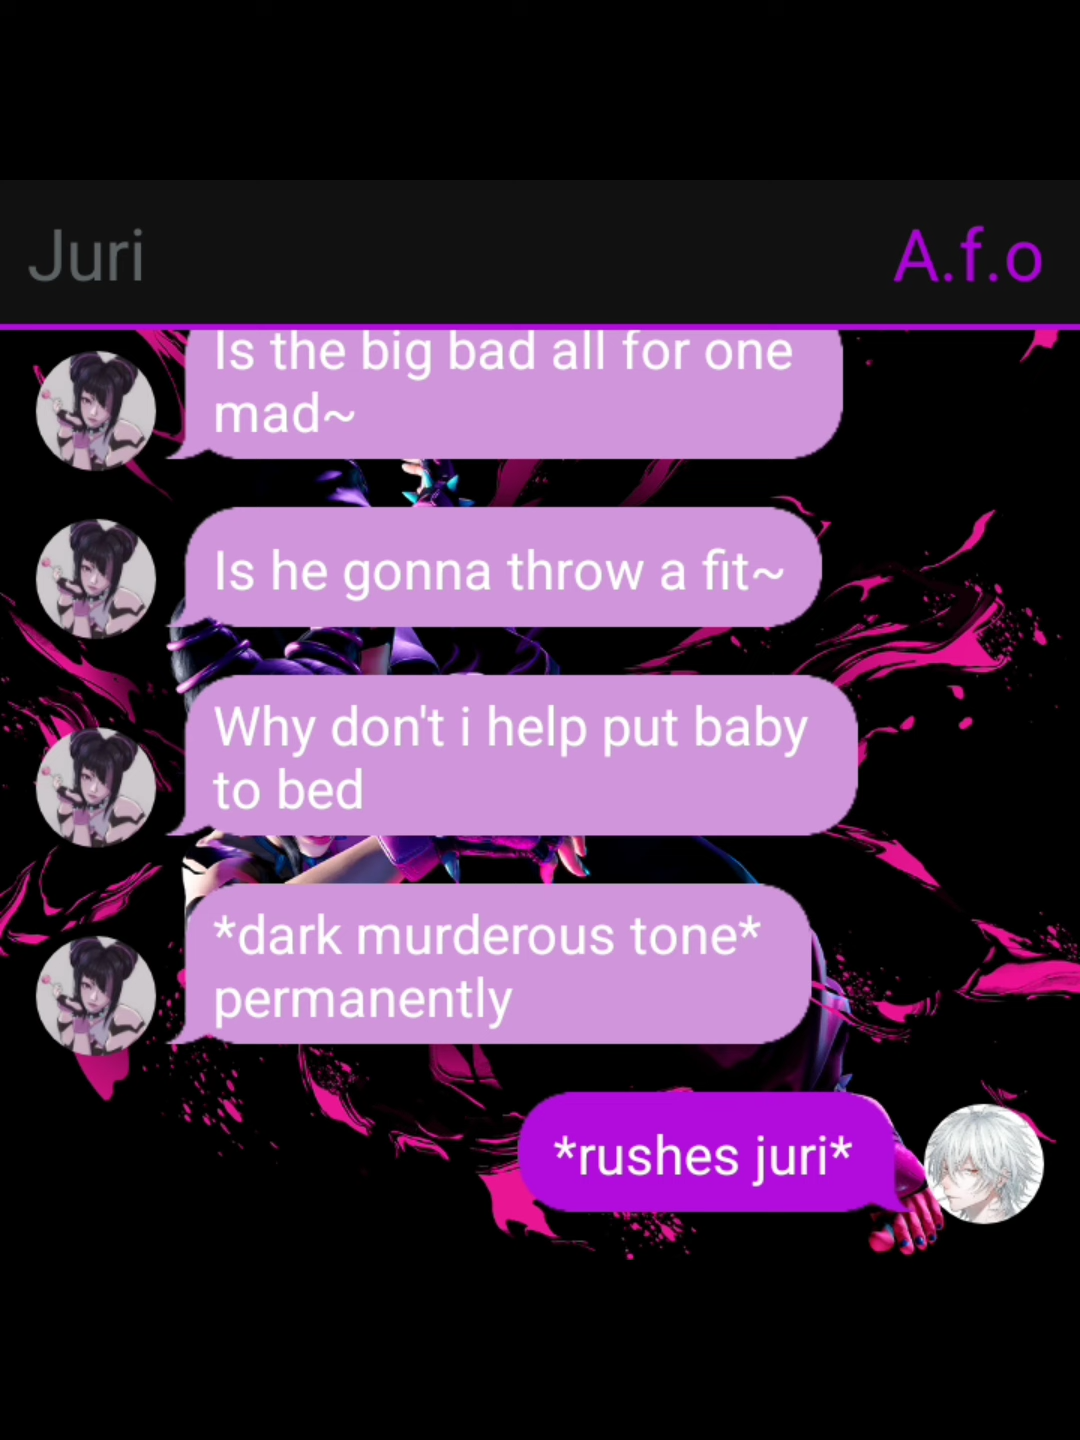 Juri
A.f.o
Is the big bad all for one
mad~
Is he gonna throw a fit~
Why don't i help put baby
to bed
*dark murderous tone*
permanently
*rushes juri*